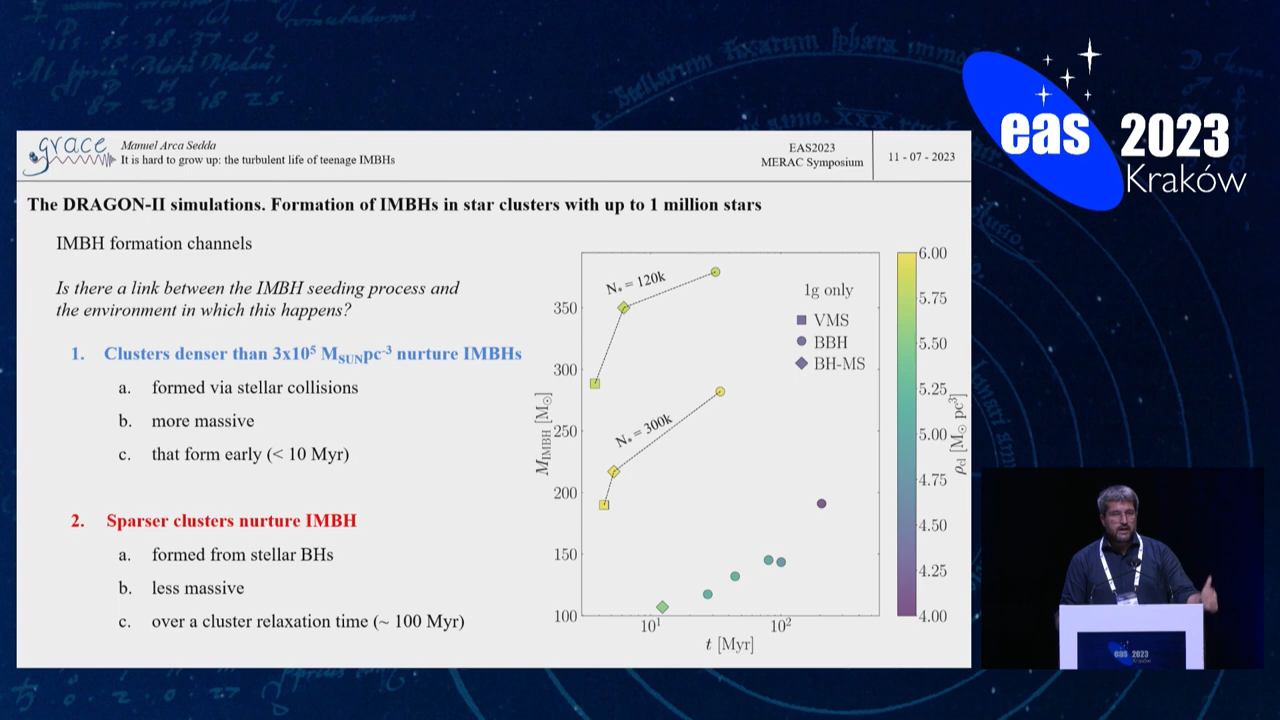 eas 2023
Kraków
grace
Manuel Arca Sedda
It is hard to grow up: the turbulent life of teenage IMBHs
EAS2023
MERAC Symposium
11 - 07 - 2023
The DRAGON-II simulations. Formation of IMBHs in star clusters with up to 1 million stars
IMBH formation channels
Is there a link between the IMBH seeding process and
the environment in which this happens?
1. Clusters denser than 3x10⁵ M_SUN pc⁻³ nurture IMBHs
a. formed via stellar collisions
b. more massive
c. that form early (< 10 Myr)
2. Sparser clusters nurture IMBH
a. formed from stellar BHs
b. less massive
c. over a cluster relaxation time (~ 100 Myr)
N* = 120k
N* = 300k
1g only
VMS
BBH
BH-MS
350
300
250
200
150
100
M_IMBH [M⊙]
10¹
10²
t [Myr]
6.00
5.75
5.50
5.25
5.00
4.75
4.50
4.25
4.00
ρcl [M⊙ pc³]
eas 2023
Kraków